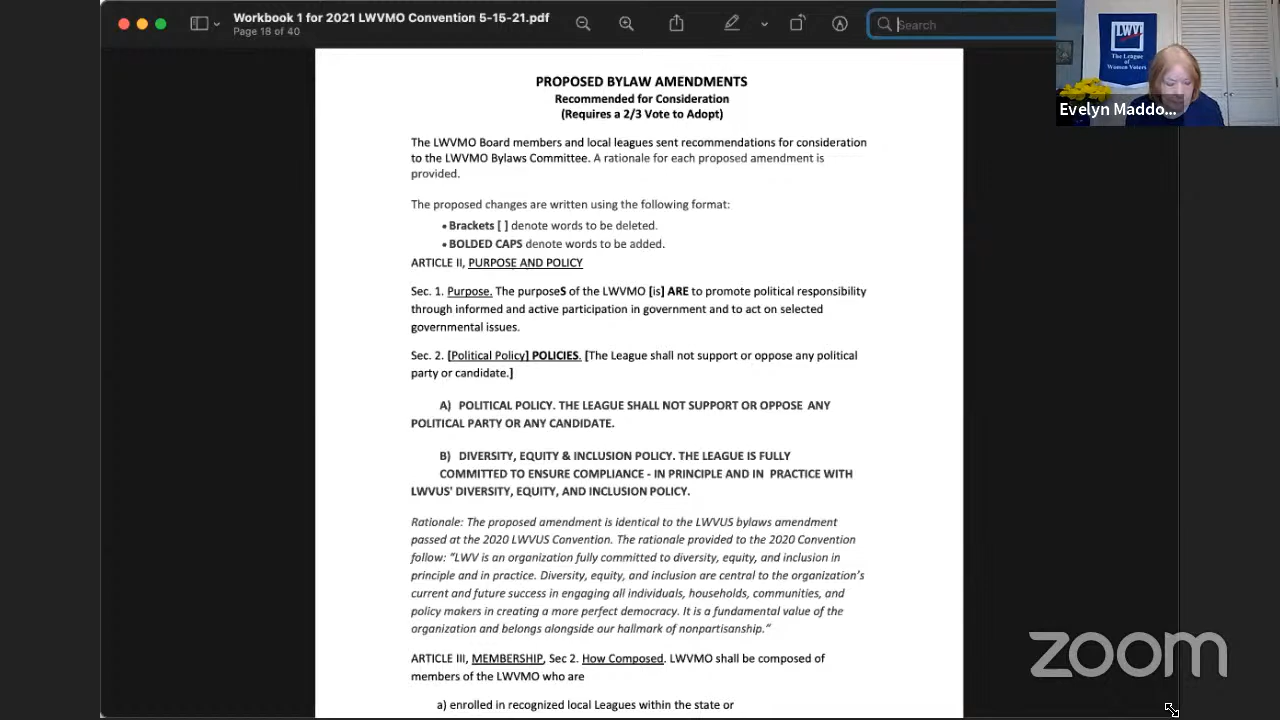 Workbook 1 for 2021 LWVMO Convention 5-15-21.pdf
Page 18 of 40
Search
LWV
The League
of
Women Voters
Evelyn Maddo...
PROPOSED BYLAW AMENDMENTS
Recommended for Consideration
(Requires a 2/3 Vote to Adopt)
The LWVMO Board members and local leagues sent recommendations for consideration
to the LWVMO Bylaws Committee. A rationale for each proposed amendment is
provided.
The proposed changes are written using the following format:
• Brackets [ ] denote words to be deleted.
• BOLDED CAPS denote words to be added.
ARTICLE II, PURPOSE AND POLICY
Sec. 1. Purpose. The purposeS of the LWVMO [is] ARE to promote political responsibility
through informed and active participation in government and to act on selected
governmental issues.
Sec. 2. [Political Policy] POLICIES. [The League shall not support or oppose any political
party or candidate.]
A) POLITICAL POLICY. THE LEAGUE SHALL NOT SUPPORT OR OPPOSE ANY
POLITICAL PARTY OR ANY CANDIDATE.
B) DIVERSITY, EQUITY & INCLUSION POLICY. THE LEAGUE IS FULLY
COMMITTED TO ENSURE COMPLIANCE - IN PRINCIPLE AND IN PRACTICE WITH
LWVUS' DIVERSITY, EQUITY, AND INCLUSION POLICY.
Rationale: The proposed amendment is identical to the LWVUS bylaws amendment
passed at the 2020 LWVUS Convention. The rationale provided to the 2020 Convention
follow: "LWV is an organization fully committed to diversity, equity, and inclusion in
principle and in practice. Diversity, equity, and inclusion are central to the organization's
current and future success in engaging all individuals, households, communities, and
policy makers in creating a more perfect democracy. It is a fundamental value of the
organization and belongs alongside our hallmark of nonpartisanship."
ARTICLE III, MEMBERSHIP, Sec 2. How Composed. LWVMO shall be composed of
members of the LWVMO who are
a) enrolled in recognized local Leagues within the state or
zoom